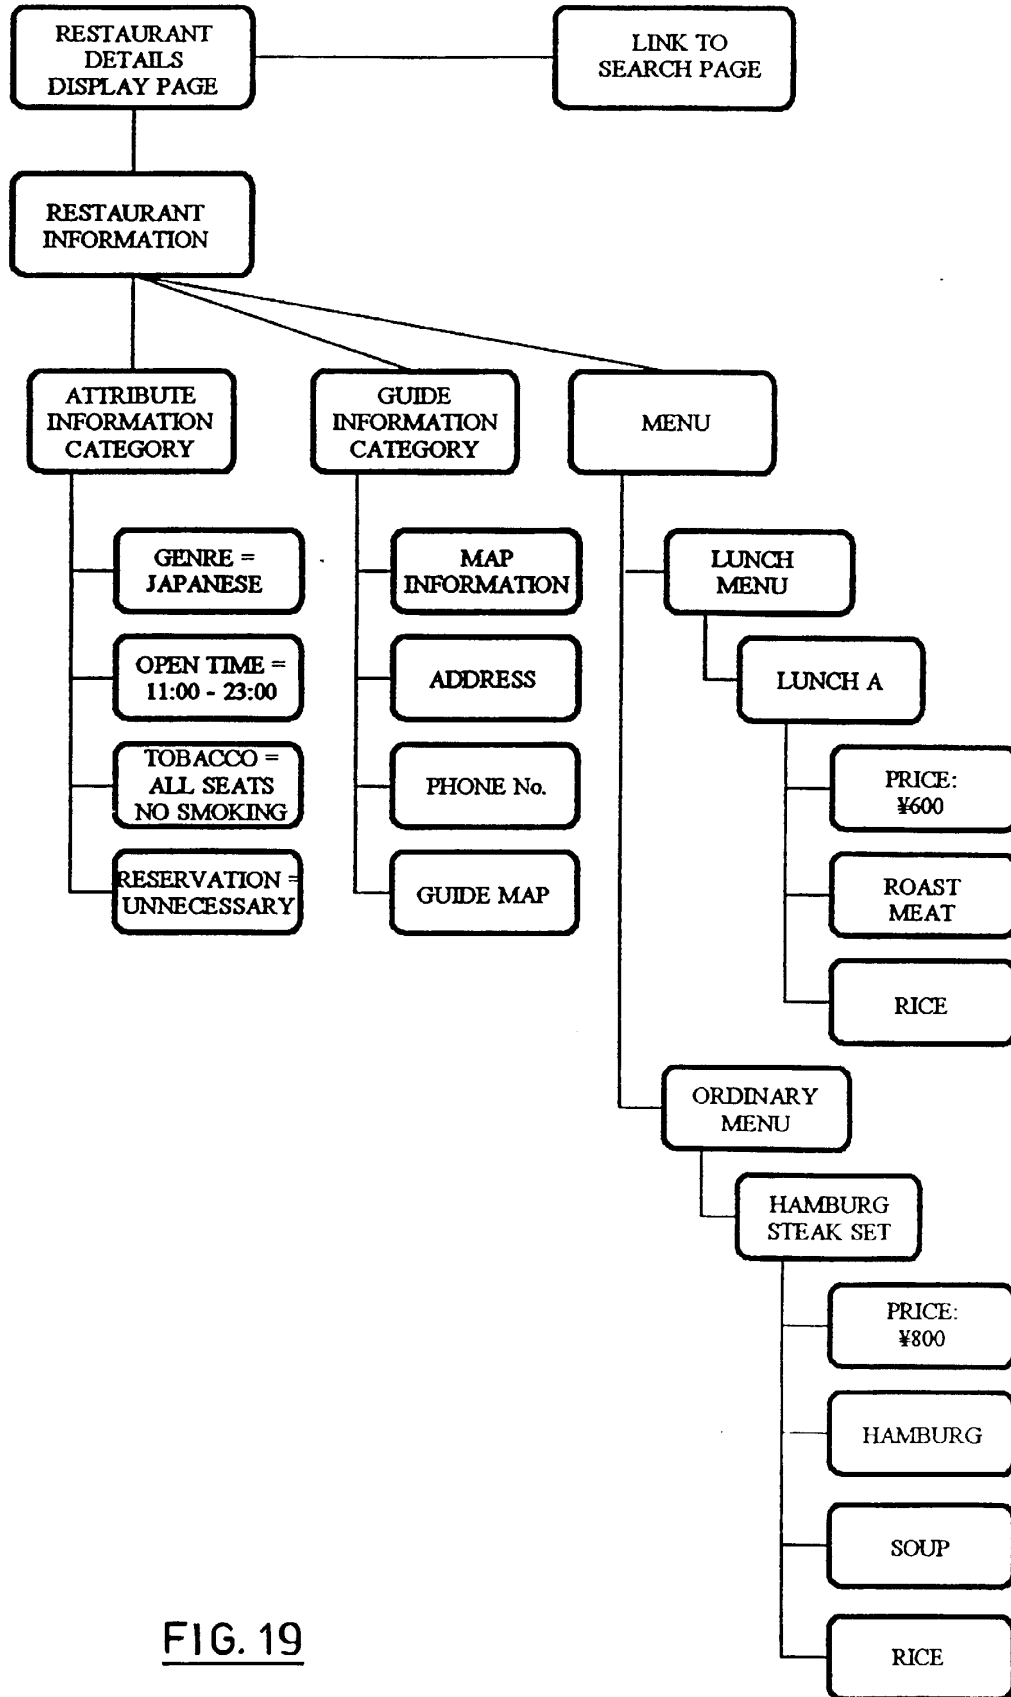 RESTAURANT
DETAILS
DISPLAY PAGE
LINK TO
SEARCH PAGE
RESTAURANT
INFORMATION
ATTRIBUTE
INFORMATION
CATEGORY
GENRE =
JAPANESE
OPEN TIME =
11:00 - 23:00
TOBACCO =
ALL SEATS
NO SMOKING
RESERVATION =
UNNECESSARY
GUIDE
INFORMATION
CATEGORY
MAP
INFORMATION
ADDRESS
PHONE No.
GUIDE MAP
MENU
LUNCH
MENU
LUNCH A
PRICE:
¥600
ROAST
MEAT
RICE
ORDINARY
MENU
HAMBURG
STEAK SET
PRICE:
¥800
HAMBURG
SOUP
RICE
FIG. 19